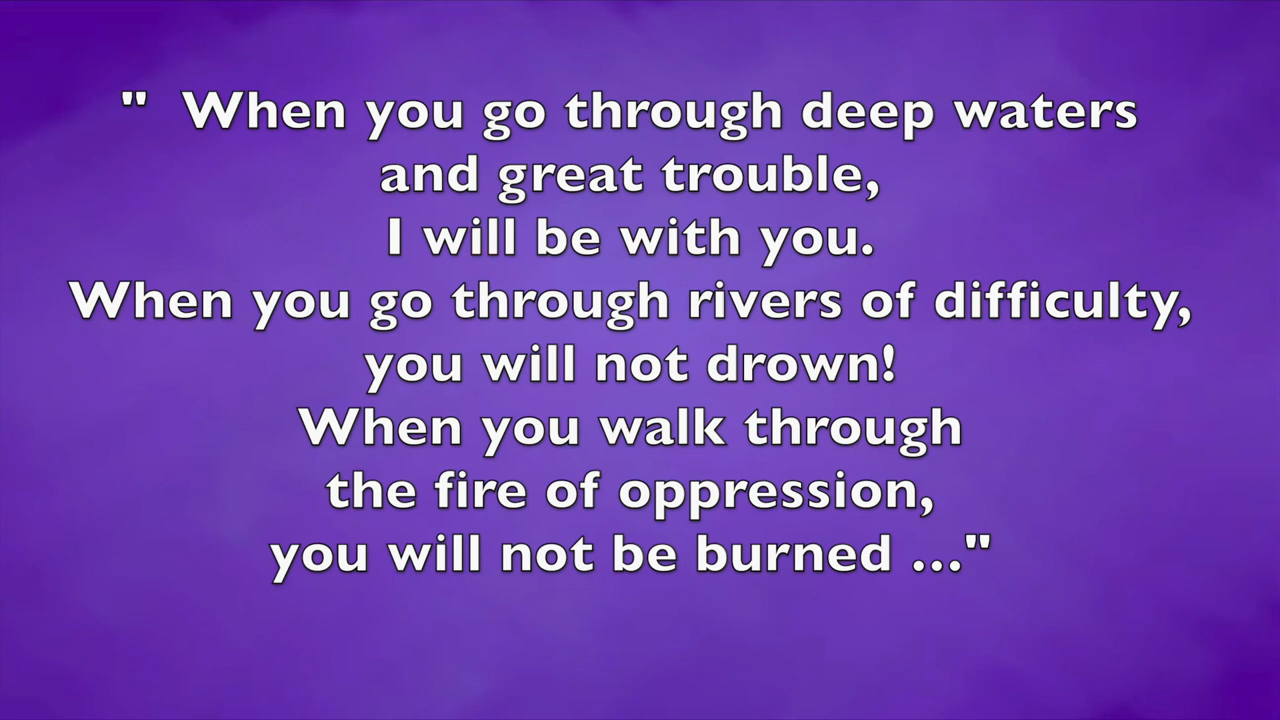 "  When you go through deep waters
and great trouble,
I will be with you.
When you go through rivers of difficulty,
you will not drown!
When you walk through
the fire of oppression,
you will not be burned ..."